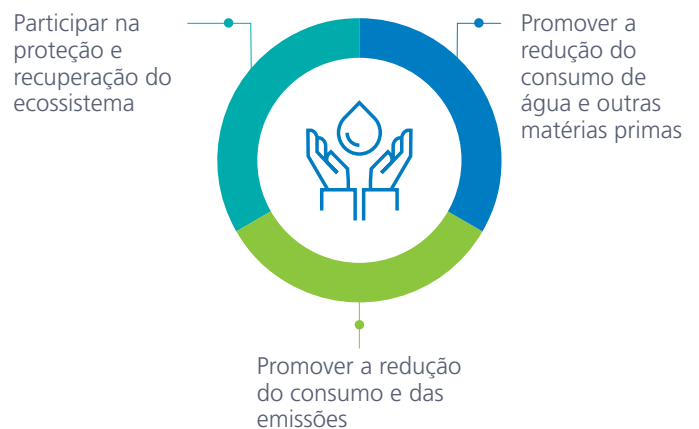 Participar na
proteção e
recuperação do
ecossistema
Promover a
redução do
consumo de
água e outras
matérias primas
Promover a redução
do consumo e das
emissões